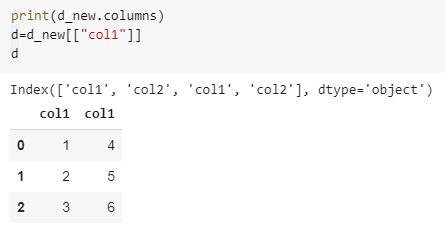 print(d_new.columns)
d=d_new[["col1"]]
d
Index(['col1', 'col2', 'col1', 'col2'], dtype='object')
col1 col1
0 1 4
1 2 5
2 3 6